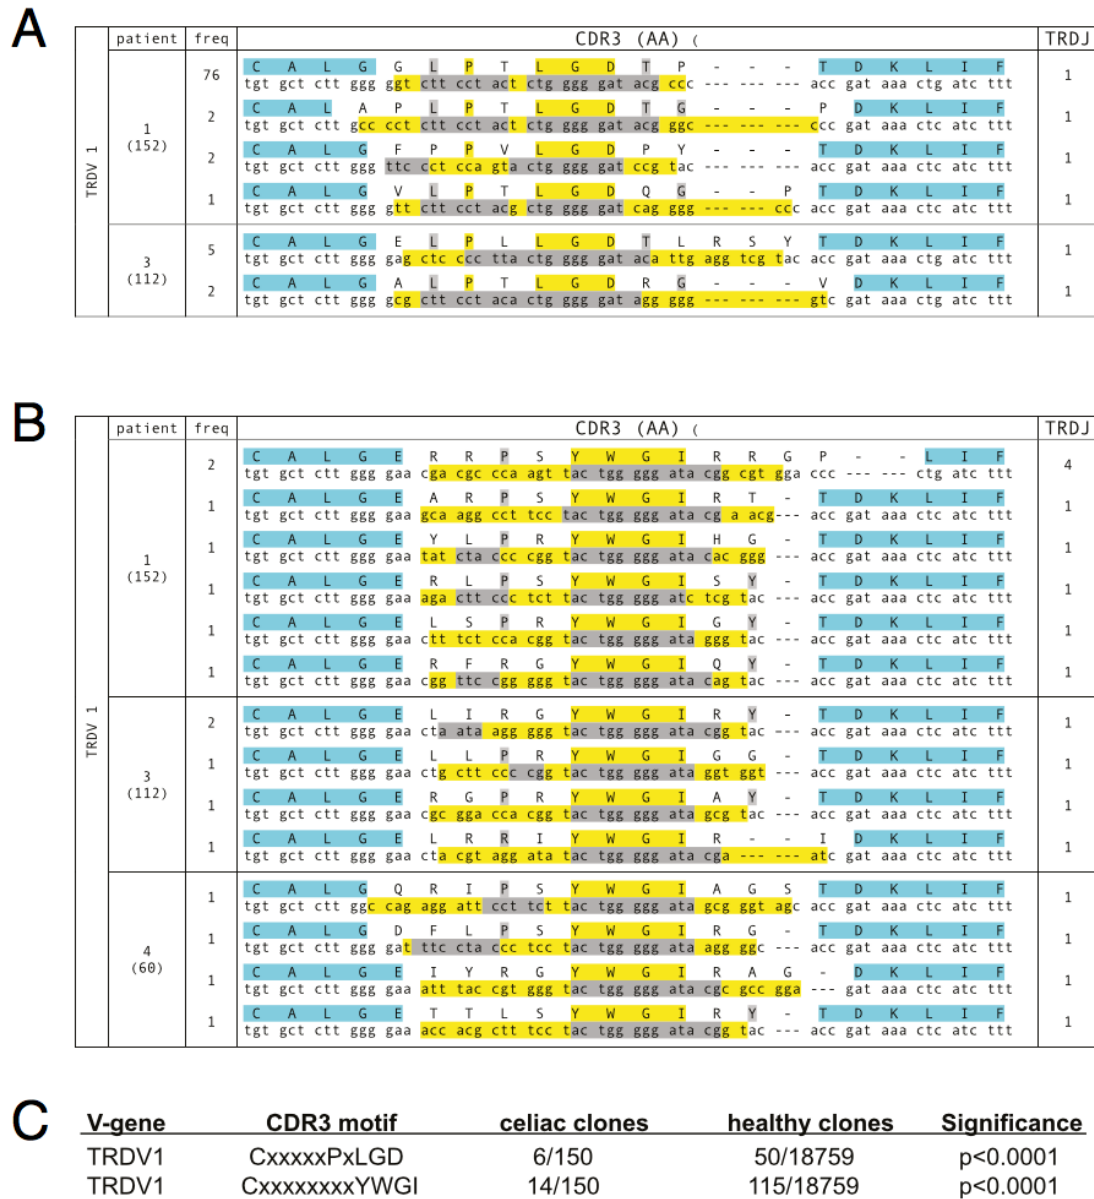 A
patient freq CDR3 (AA) ( TRDJ
TRDV 1
1
(152)
76 C A L G G L P T L G D T P - - - T D K L I F 1
tgt gct ctt ggg ggt ctt cct act ctg ggg gat acg ccc --- --- --- acc gat aaa ctg atc ttt
2 C A L A P L P T L G D T G - - - P D K L I F 1
tgt gct ctt gcc cct ctt cct act ctg ggg gat acg ggc --- --- --- ccc gat aaa ctg atc ttt
2 C A L G F P P V L G D P Y - - - T D K L I F 1
tgt gct ctt ggg ttc cct cca gta ctg ggg gat ccg tac --- --- --- acc gat aaa ctg atc ttt
1 C A L G V L P T L G D Q G - - P T D K L I F 1
tgt gct ctt ggg gtt ctt cct acg ctg ggg gat cag ggg --- --- ccc acc gat aaa ctg atc ttt
3
(112)
5 C A L G E L P L L G D T L R S Y T D K L I F 1
tgt gct ctt ggg gag ctc ccc tta ctg ggg gat aca ttg agg tcg tac acc gat aaa ctg atc ttt
2 C A L G A L P T L G D R G - - - V D K L I F 1
tgt gct ctt ggg gcg ctt cct aca ctg ggg gat agg ggg --- --- --- gtc gat aaa ctg atc ttt
B
patient freq CDR3 (AA) ( TRDJ
TRDV 1
1
(152)
2 C A L G E R R P S Y W G I R R G P - - L I F 4
tgt gct ctt ggg gaa cga cgc cca agt tac tgg ggg ata cgg cgt gga ccc --- --- ctg atc ttt
1 C A L G E A R P S Y W G I R T - T D K L I F 1
tgt gct ctt ggg gaa gca agg cct tcc tac tgg ggg ata cga acg --- acc gat aaa ctc atc ttt
1 C A L G E Y L P R Y W G I H G - T D K L I F 1
tgt gct ctt ggg gaa tat cta ccc cgg tac tgg ggg ata cac ggg --- acc gat aaa ctc atc ttt
1 C A L G E R L P S Y W G I S Y - T D K L I F 1
tgt gct ctt ggg gaa aga ctt ccc tct tac tgg ggg atc tcg tac --- acc gat aaa ctc atc ttt
1 C A L G E L S P R Y W G I G Y - T D K L I F 1
tgt gct ctt ggg gaa ctt tct cca cgg tac tgg ggg ata ggg tac --- acc gat aaa ctc atc ttt
1 C A L G E R F R G Y W G I Q Y - T D K L I F 1
tgt gct ctt ggg gaa cgg ttc cgg ggg tac tgg ggg ata cag tac --- acc gat aaa ctc atc ttt
3
(112)
2 C A L G E L I R G Y W G I R Y - T D K L I F 1
tgt gct ctt ggg gaa cta ata agg ggg tac tgg ggg ata cgg tac --- acc gat aaa ctc atc ttt
1 C A L G E L L P R Y W G I G G - T D K L I F 1
tgt gct ctt ggg gaa ctg ctt ccc cgg tac tgg ggg ata ggt ggt --- acc gat aaa ctc atc ttt
1 C A L G E R G P R Y W G I A Y - T D K L I F 1
tgt gct ctt ggg gaa cgc gga cca cgg tac tgg ggg ata gcg tac --- acc gat aaa ctc atc ttt
1 C A L G E L R R I Y W G I R - - I D K L I F 1
tgt gct ctt ggg gaa cta cgt agg ata tac tgg ggg ata cga --- --- atc gat aaa ctc atc ttt
4
(60)
1 C A L G Q R I P S Y W G I A G S T D K L I F 1
tgt gct ctt ggc cag agg att cct tct tac tgg ggg ata gcg ggt agc acc gat aaa ctc atc ttt
1 C A L G D F L P S Y W G I R G - T D K L I F 1
tgt gct ctt ggg gat ttc cta ccc tcc tac tgg ggg ata agg ggc --- acc gat aaa ctc atc ttt
1 C A L G E I Y R G Y W G I R A G - D K L I F 1
tgt gct ctt ggg gaa att tac cgt ggg tac tgg ggg ata cgc gcc gga --- gat aaa ctc atc ttt
1 C A L G E T T L S Y W G I R Y - T D K L I F 1
tgt gct ctt ggg gaa acc acg ctt tcc tac tgg ggg ata cgg tac --- acc gat aaa ctc atc ttt
C
V-gene CDR3 motif celiac clones healthy clones Significance
TRDV1 CxxxxxPxLGD 6/150 50/18759 p<0.0001
TRDV1 CxxxxxxxxYWGI 14/150 115/18759 p<0.0001